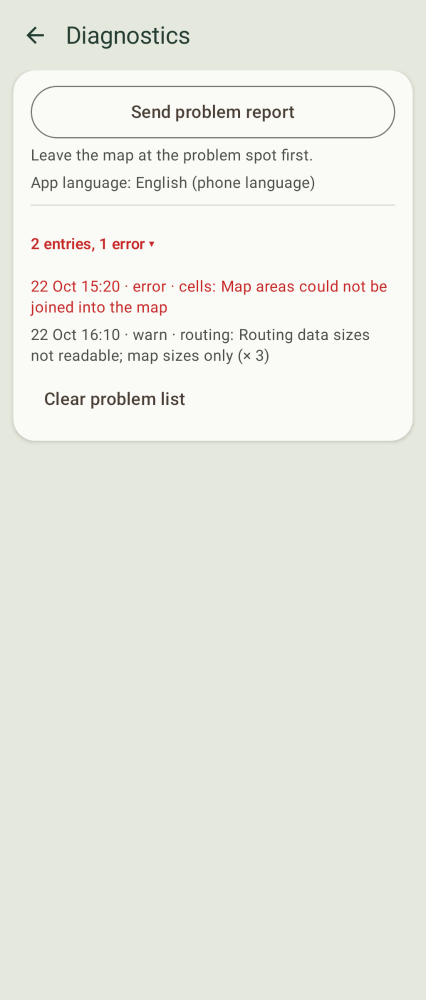 Diagnostics
Send problem report
Leave the map at the problem spot first.
App language: English (phone language)
2 entries, 1 error ▾
22 Oct 15:20 · error · cells: Map areas could not be
joined into the map
22 Oct 16:10 · warn · routing: Routing data sizes
not readable; map sizes only (× 3)
Clear problem list